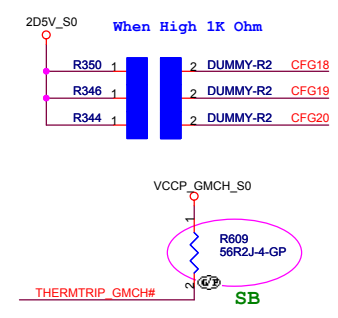 2D5V_S0
When High 1K Ohm
R350 1 2 DUMMY-R2 CFG18
R346 1 2 DUMMY-R2 CFG19
R344 1 2 DUMMY-R2 CFG20
VCCP_GMCH_S0
1
R609
56R2J-4-GP
2 G/P
THERMTRIP_GMCH#
SB